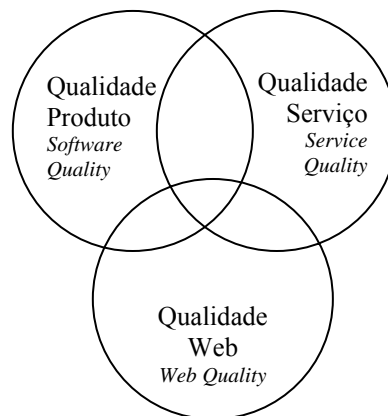 Qualidade
Produto
Software
Quality
Qualidade
Serviço
Service
Quality
Qualidade
Web
Web Quality